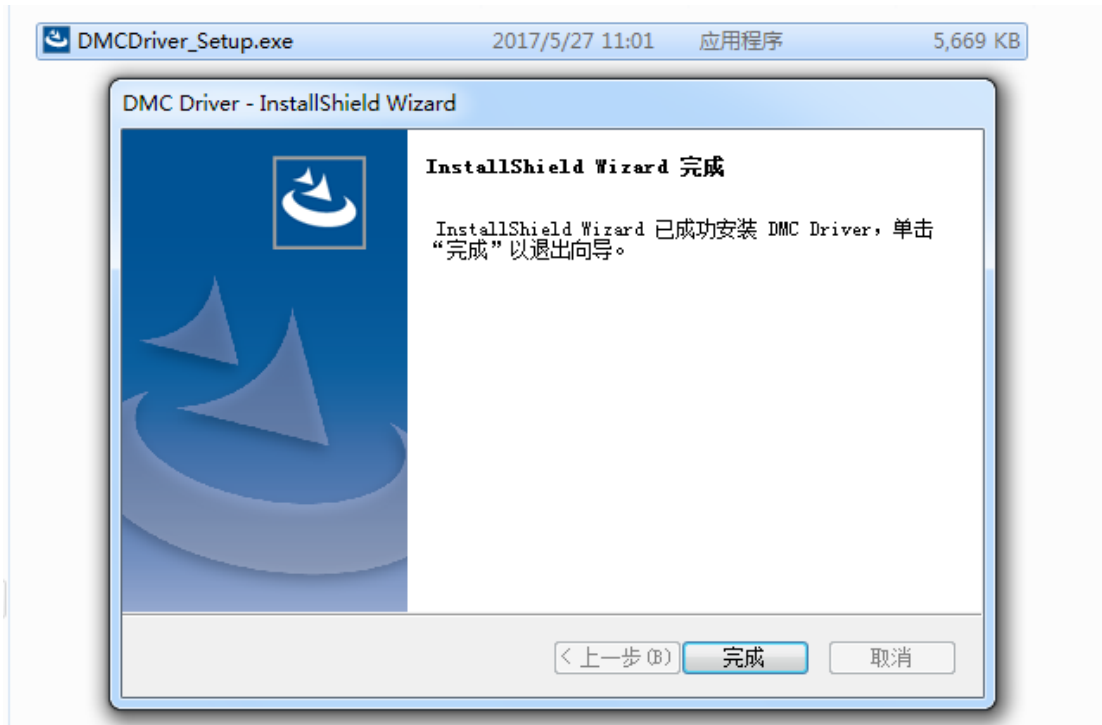 DMCDriver_Setup.exe 2017/5/27 11:01 应用程序 5,669 KB
DMC Driver - InstallShield Wizard
InstallShield Wizard 完成
InstallShield Wizard 已成功安装 DMC Driver，单击
“完成”以退出向导。
< 上一步(B) 完成 取消